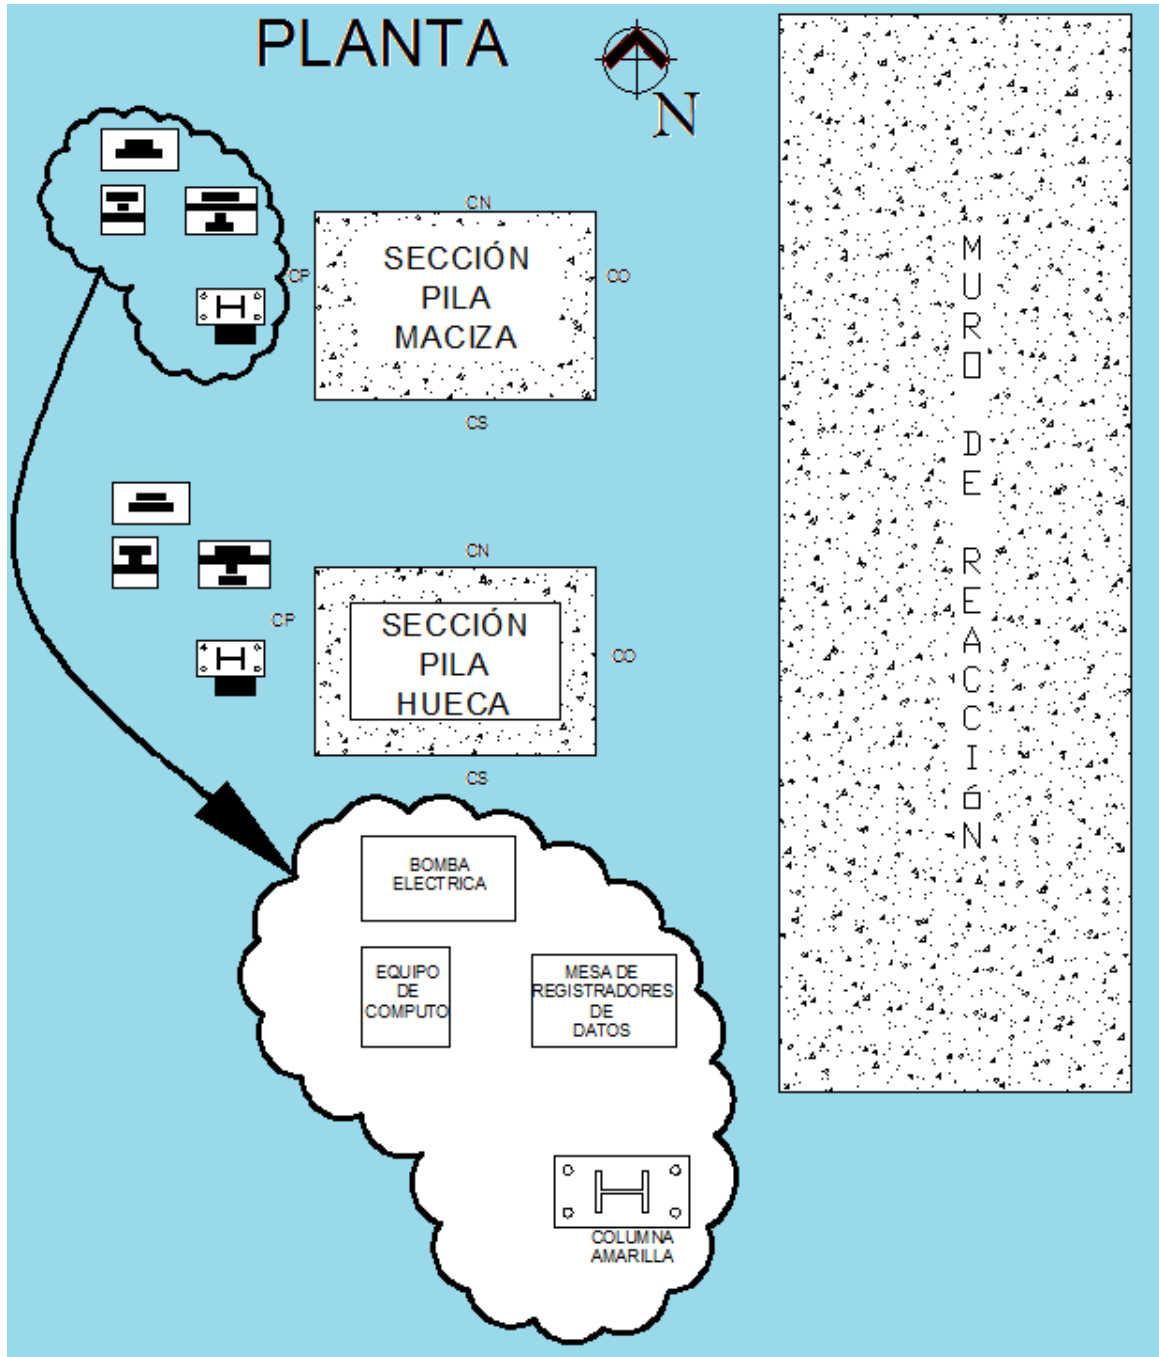 PLANTA
N
CN
SECCIÓN
PILA
MACIZA
CP
CO
CS
CN
SECCIÓN
PILA
HUECA
CP
CO
CS
MURO DE REACCIÓN
BOMBA
ELECTRICA
EQUIPO
DE
COMPUTO
MESA DE
REGISTRADORES
DE
DATOS
COLUMNA
AMARILLA